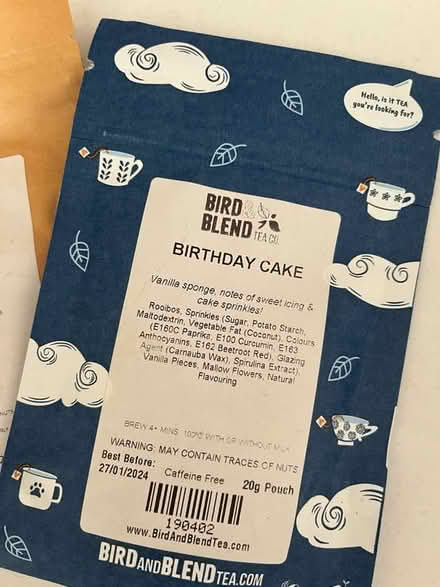 Hello, is it TEA
you're looking for?
BIRD &
BLEND
TEA CO.
BIRTHDAY CAKE
Vanilla sponge, notes of sweet icing &
cake sprinkles!
Rooibos, Sprinkles (Sugar, Potato Starch,
Maltodextrin, Vegetable Fat (Coconut), Colours
(E160C Paprika, E100 Curcumin, E163
Anthocyanins, E162 Beetroot Red), Glazing
Agent (Carnauba Wax), Spirulina Extract),
Vanilla Pieces, Mallow Flowers, Natural
Flavouring
BREW 4+ MINS 100ºC WITH OR WITHOUT MILK
WARNING: MAY CONTAIN TRACES OF NUTS
Best Before:
27/01/2024
Caffeine Free
20g Pouch
190402
www.BirdAndBlendTea.com
BIRDANDBLENDTEA.COM